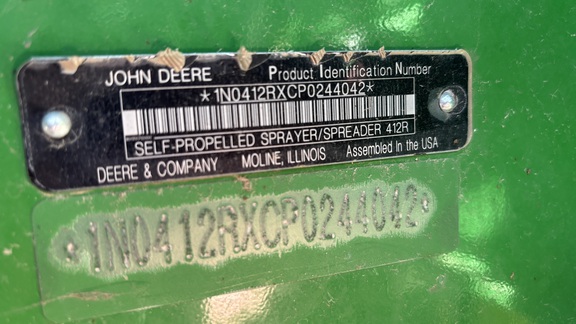 JOHN DEERE Product Identification Number
*1N0412RXCP0244042*
SELF-PROPELLED SPRAYER/SPREADER 412R
DEERE & COMPANY MOLINE, ILLINOIS Assembled In the USA
*1N0412RXCP0244042*